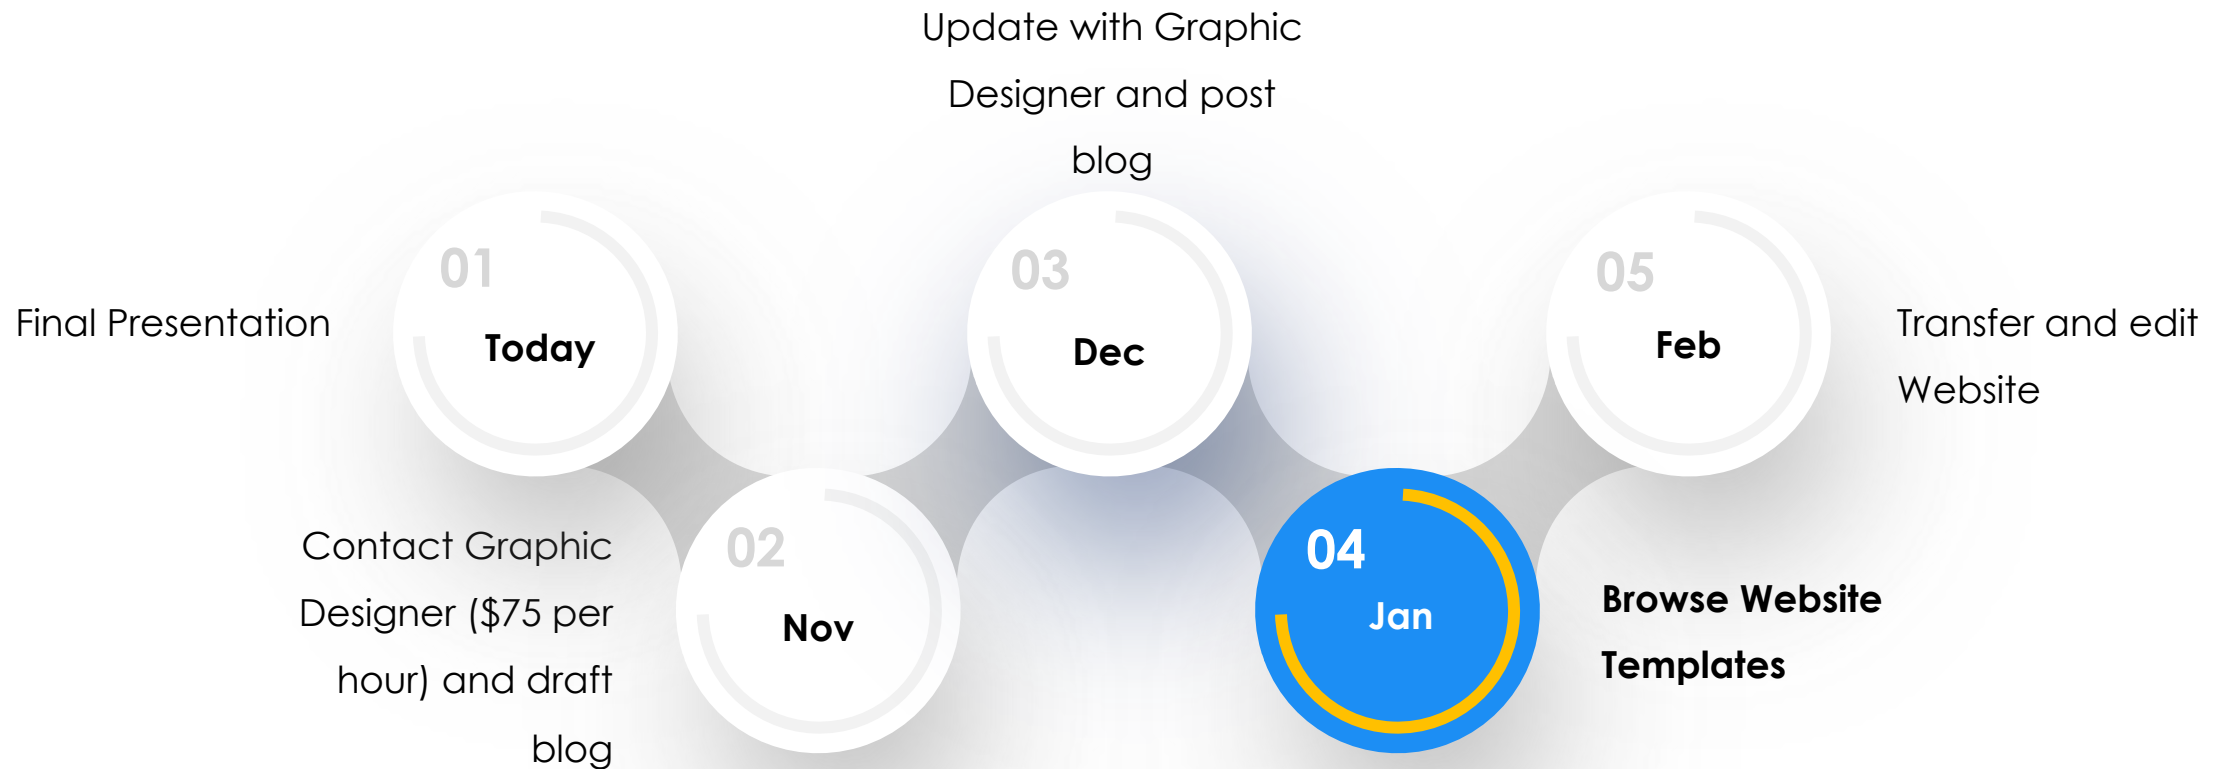 01
Today
Final Presentation
02
Nov
Contact Graphic
Designer ($75 per
hour) and draft
blog
Update with Graphic
Designer and post
blog
03
Dec
04
Jan
Browse Website
Templates
05
Feb
Transfer and edit
Website